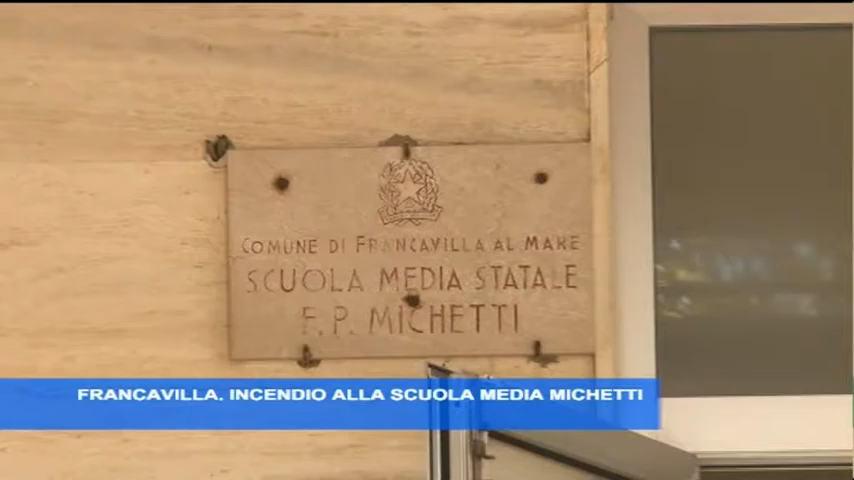 COMUNE DI FRANCAVILLA AL MARE
SCUOLA MEDIA STATALE
F. P. MICHETTI
FRANCAVILLA. INCENDIO ALLA SCUOLA MEDIA MICHETTI